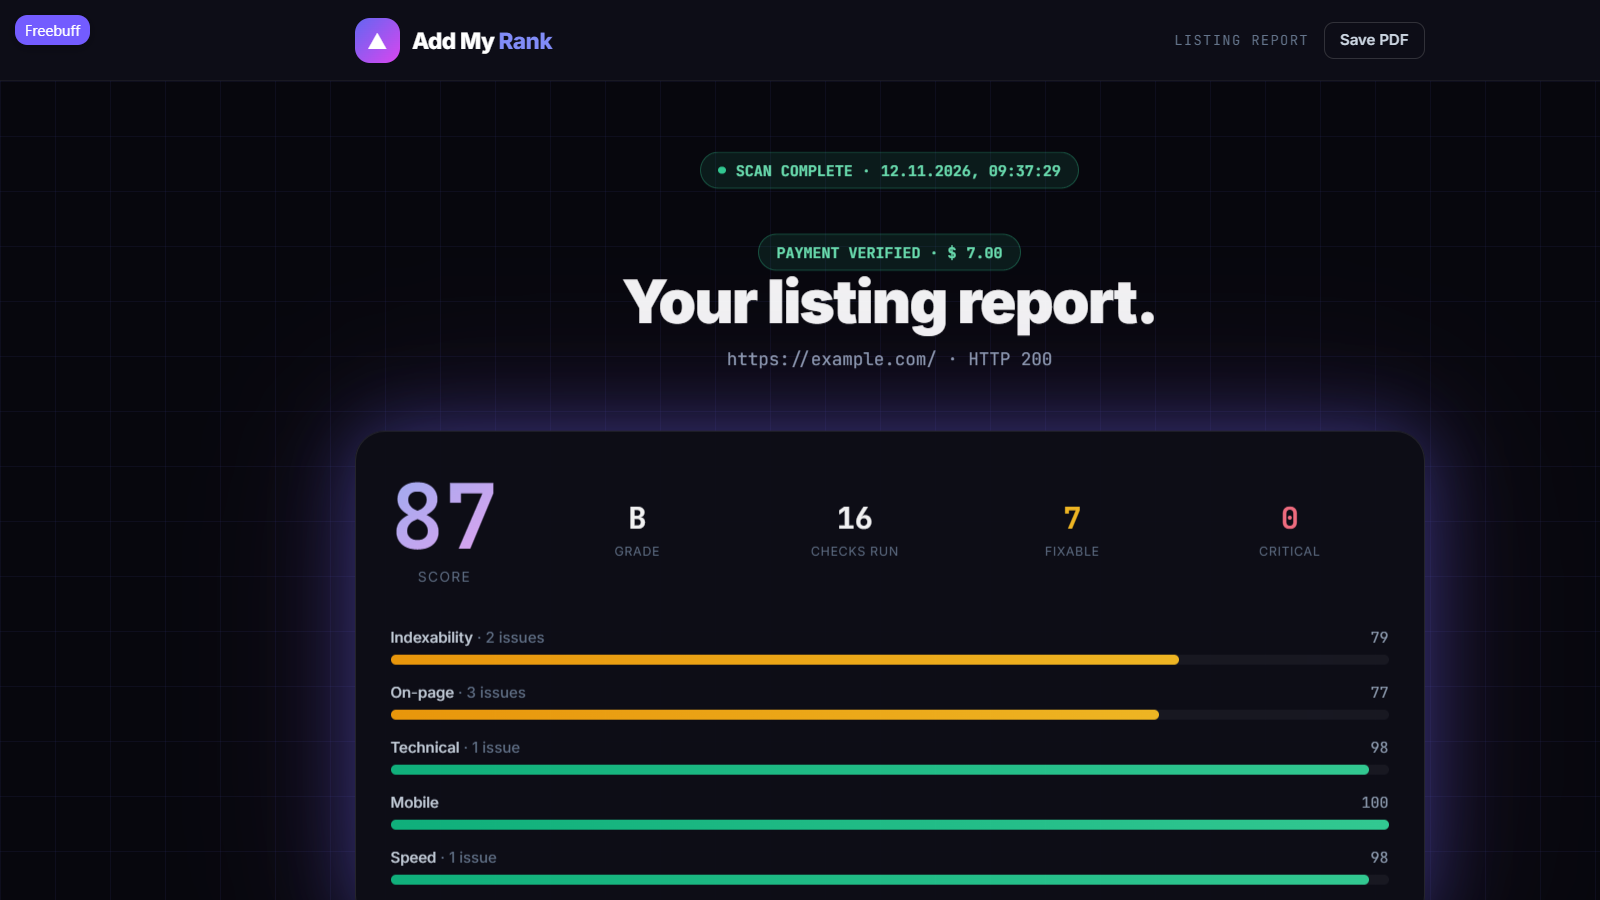 Freebuff
Add My Rank
LISTING REPORT
Save PDF
SCAN COMPLETE · 12.11.2026, 09:37:29
PAYMENT VERIFIED · $ 7.00
Your listing report.
https://example.com/ · HTTP 200
87
SCORE
B
GRADE
16
CHECKS RUN
7
FIXABLE
0
CRITICAL
Indexability · 2 issues 79
On-page · 3 issues 77
Technical · 1 issue 98
Mobile 100
Speed · 1 issue 98